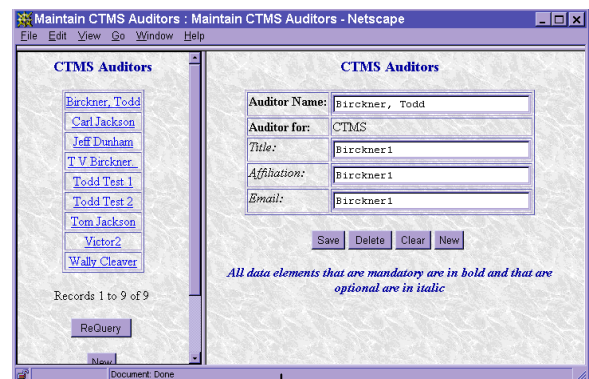 Maintain CTMS Auditors : Maintain CTMS Auditors - Netscape
File Edit View Go Window Help
CTMS Auditors
Birckner, Todd
Carl Jackson
Jeff Dunham
T V Birckner.
Todd Test 1
Todd Test 2
Tom Jackson
Victor2
Wally Cleaver
Records 1 to 9 of 9
ReQuery
New
CTMS Auditors
Auditor Name: Birckner, Todd
Auditor for: CTMS
Title: Birckner1
Affiliation: Birckner1
Email: Birckner1
Save Delete Clear New
All data elements that are mandatory are in bold and that are
optional are in italic
Document: Done